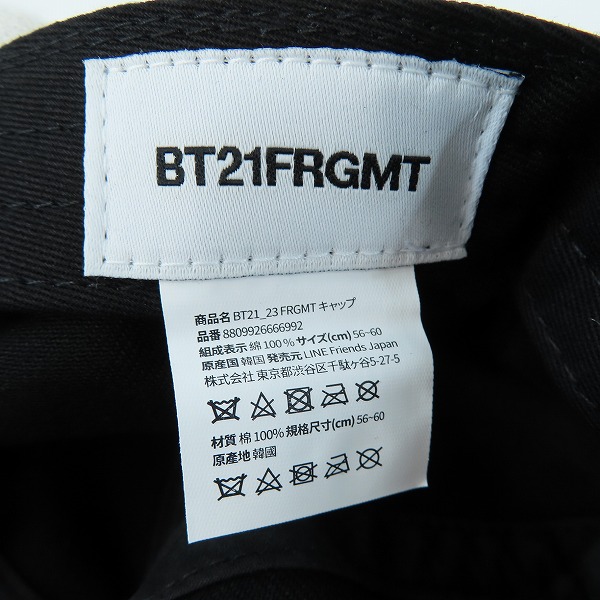 BT21FRGMT
商品名 BT21_23 FRGMT キャップ
品番 8809926666992
組成表示 綿 100% サイズ(cm) 56~60
原産国 韓国 発売元 LINE Friends Japan
株式会社 東京都渋谷区千駄ヶ谷5-27-5
材質 棉 100% 規格尺寸(cm) 56~60
原產地 韓國